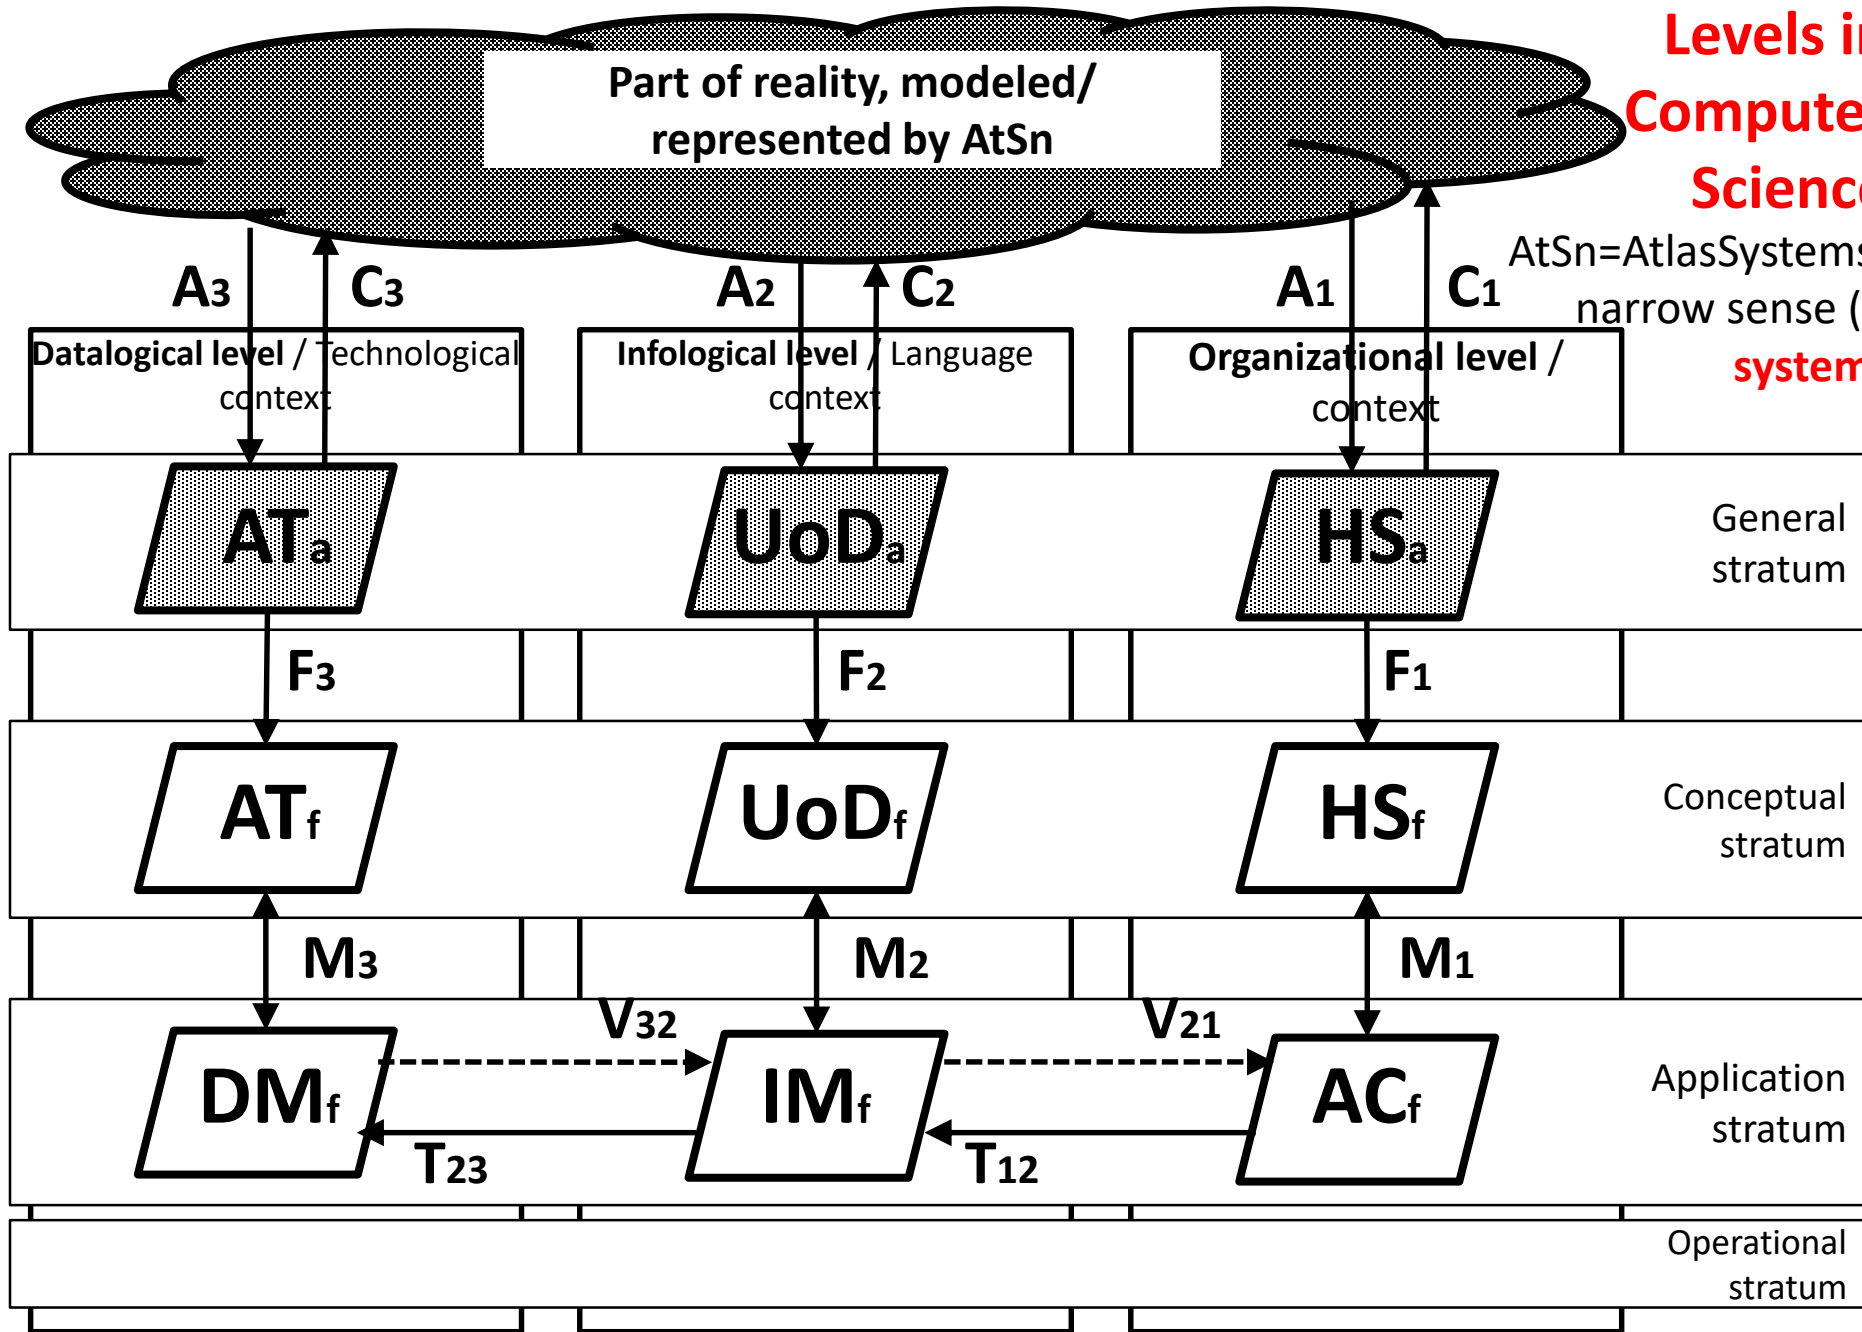 Levels i
Compute
Science
Part of reality, modeled/
represented by AtSn
AtSn=AtlasSystems
narrow sense (
system
A3
C3
A2
C2
A1
C1
Datalogical level / Technological
context
Infological level / Language
context
Organizational level /
context
ATa
UoDa
HSa
General
stratum
F3
F2
F1
ATf
UoDf
HSf
Conceptual
stratum
M3
M2
M1
V32
V21
DMf
IMf
ACf
Application
stratum
T23
T12
Operational
stratum